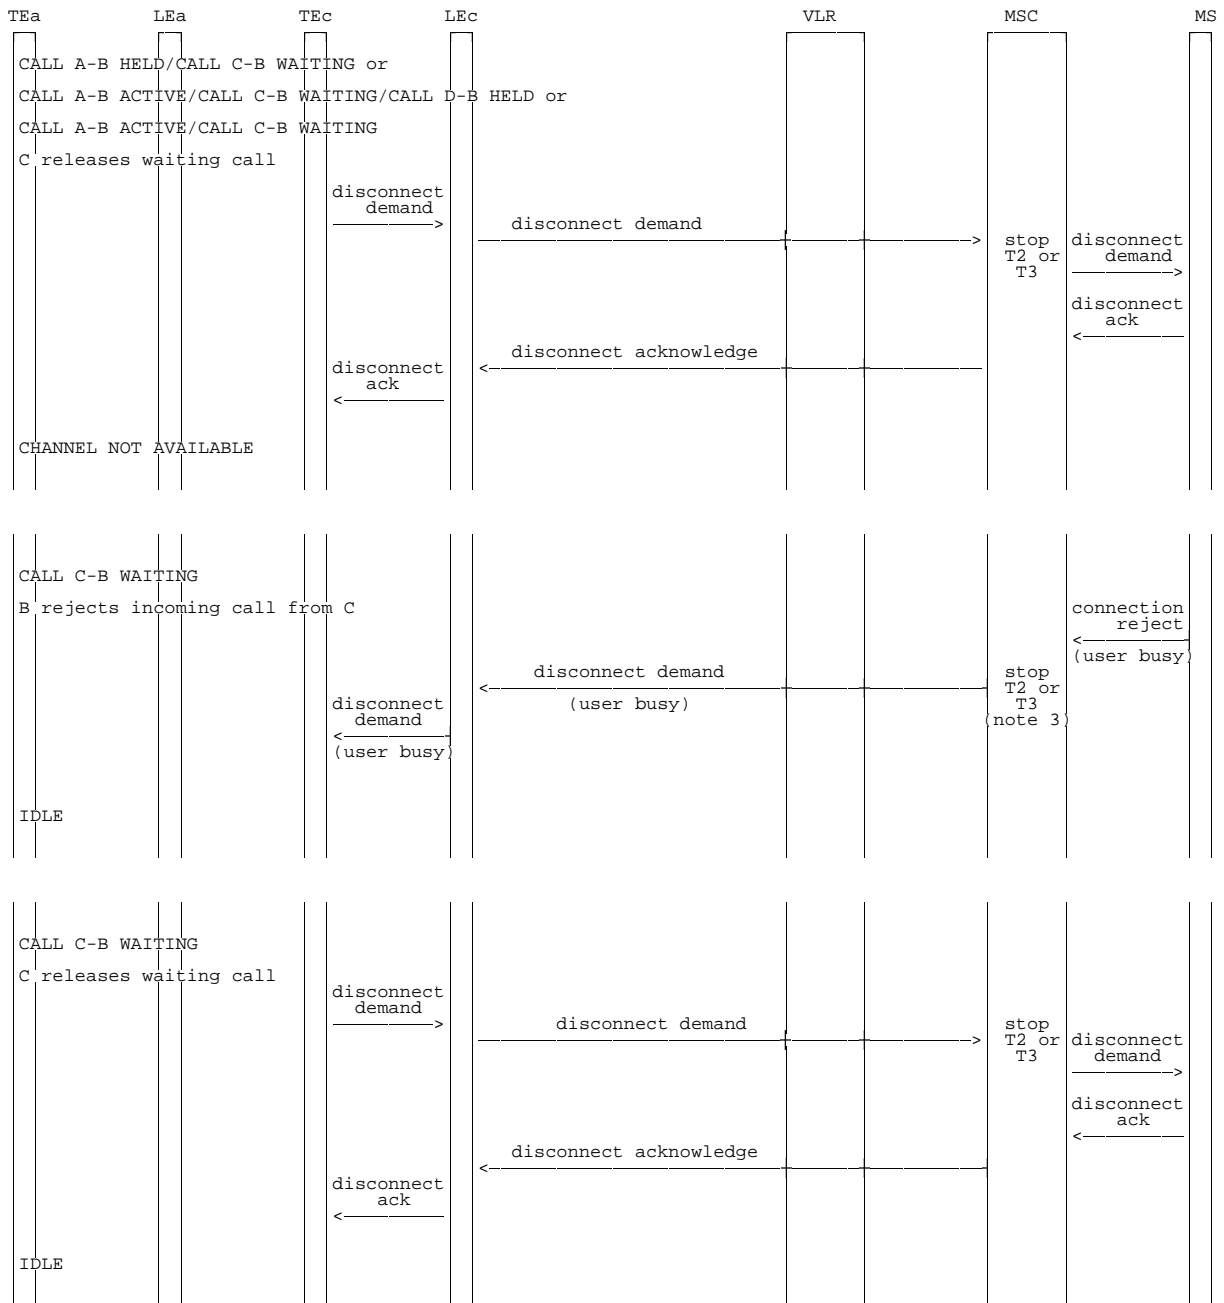 TEa LEa TEc LEc VLR MSC MS
CALL A-B HELD/CALL C-B WAITING or
CALL A-B ACTIVE/CALL C-B WAITING/CALL D-B HELD or
CALL A-B ACTIVE/CALL C-B WAITING
C releases waiting call
disconnect
demand
disconnect demand
stop
T2 or
T3
disconnect
demand
disconnect
ack
disconnect acknowledge
disconnect
ack
CHANNEL NOT AVAILABLE
CALL C-B WAITING
B rejects incoming call from C
connection
reject
(user busy)
stop
T2 or
T3
(note 3)
disconnect demand
(user busy)
disconnect
demand
(user busy)
IDLE
CALL C-B WAITING
C releases waiting call
disconnect
demand
disconnect demand
stop
T2 or
T3
disconnect
demand
disconnect
ack
disconnect acknowledge
disconnect
ack
IDLE